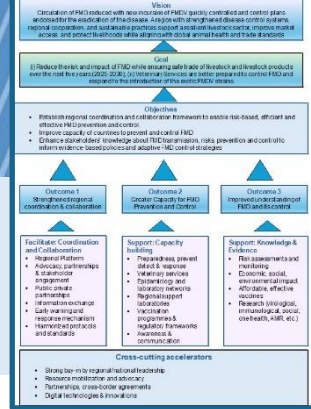 Vision
Circulation of FMD reduced with new incursion of FMDV quickly controlled and control plans
endorsed for the eradication of the disease. A region with strengthened disease control systems,
regional cooperation, and sustainable practices support a resilient livestock sector, improve market
access, and protect livelihoods while aligning with global animal health and trade standards
Goal
(i) Reduce the risk and impact of FMD while ensuring safe trade of livestock and livestock products
over the next five years (2025-2030); (ii) Veterinary Services are better prepared to control FMD and
respond to the introduction of the exotic FMDV strains
Objectives
• Establish regional coordination and collaboration framework to enable risk-based, efficient and
effective FMD prevention and control.
• Improve capacity of countries to prevent and control FMD
• Enhance stakeholders' knowledge about FMD transmission, risks, prevention and control to
inform evidence-based policies and adaptive FMD control strategies
Outcome 1
Strengthened regional
coordination & collaboration
Outcome 2
Greater Capacity for FMD
Prevention and Control
Outcome 3
Improved understanding of
FMD and its control
Facilitate: Coordination
and Collaboration
• Regional Platform
• Advocacy, partnerships
& stakeholder
engagement
• Public private
partnerships
• Information exchange
• Early warning and
response mechanism
• Harmonized protocols
and standards
Support: Capacity
building
• Preparedness, prevent
detect & response
• Veterinary services
• Epidemiology and
laboratory networks
• Regional support
laboratories
• Vaccination
programmes &
regulatory frameworks
• Awareness &
communication
Support: Knowledge &
Evidence
• Risk assessments and
monitoring
• Economic, social,
environmental impact
• Affordable, effective
vaccines
• Research (virological,
immunological, social,
one health, AMR, etc.)
Cross-cutting accelerators
• Strong buy-in by regional/national leadership
• Resource mobilization and advocacy
• Partnerships, cross-border agreements
• Digital technologies & innovations